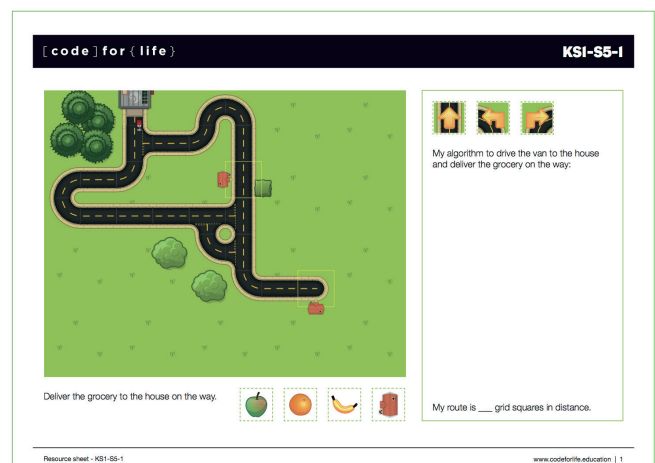 [code]for{life}
KS1-S5-1
My algorithm to drive the van to the house
and deliver the grocery on the way:
Deliver the grocery to the house on the way.
My route is ___ grid squares in distance.
Resource sheet - KS1-S5-1
www.codeforlife.education | 1